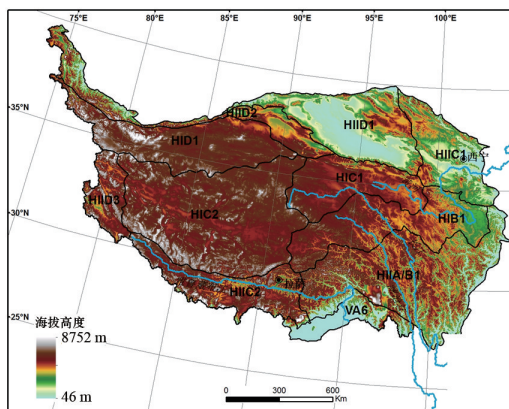 75°E 80°E 85°E 90°E 95°E 100°E
35°N
30°N
25°N
HIID2
HIID1
HIID1
HIIC1
西宁
HIC1
HIB1
HIC2
HIID3
HIIA/B1
HIIC2
拉萨
VA6
海拔高度
8752 m
46 m
0 300 600
Km